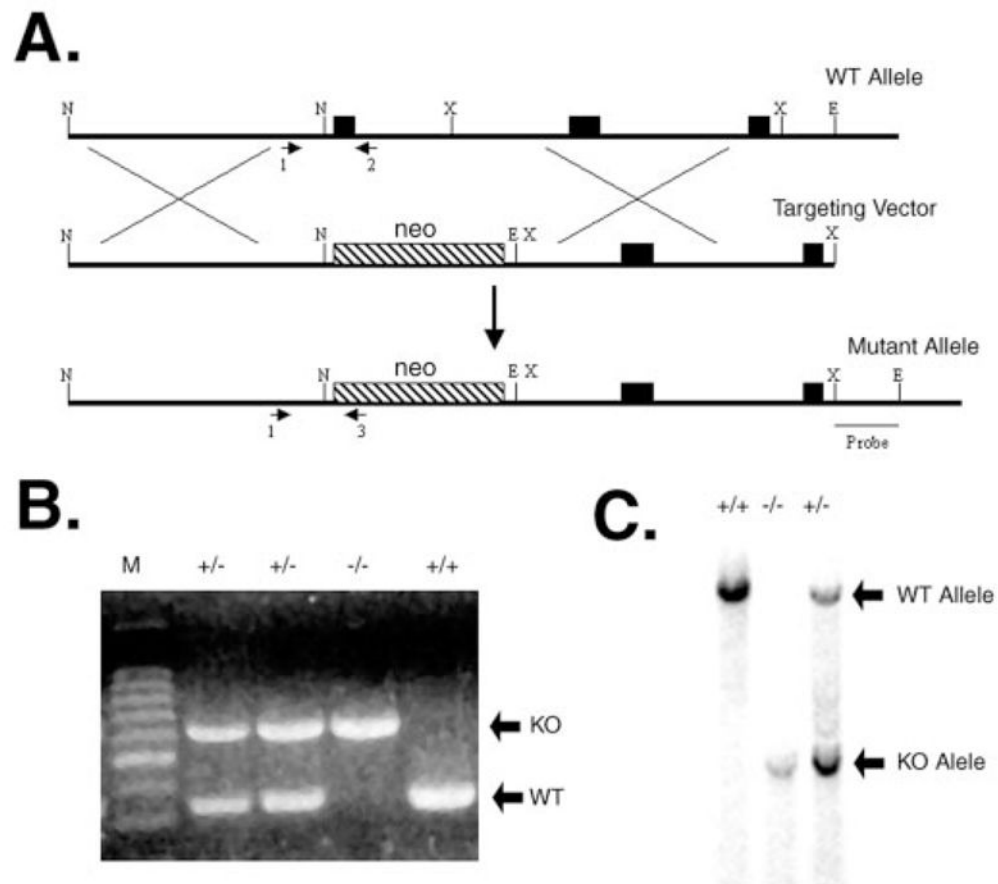 A.
WT Allele
N N X X E
1 2
Targeting Vector
N N neo E X X
Mutant Allele
N N neo E X X E
1 3
Probe
B.
M +/- +/- -/- +/+
KO
WT
C.
+/+ -/- +/-
WT Allele
KO Alele